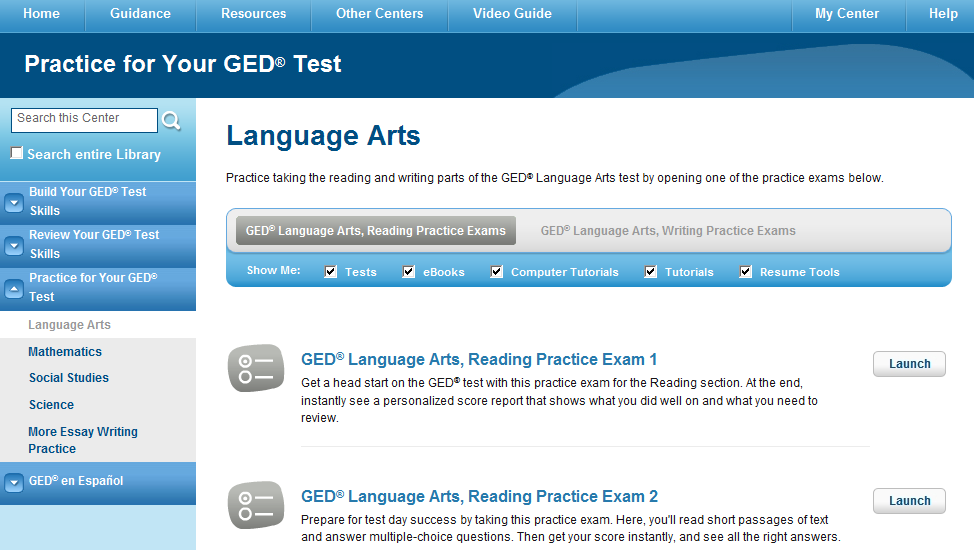 Home Guidance Resources Other Centers Video Guide My Center Help
Practice for Your GED® Test
Search this Center
Search entire Library
Build Your GED® Test
Skills
Review Your GED® Test
Skills
Practice for Your GED®
Test
Language Arts
Mathematics
Social Studies
Science
More Essay Writing
Practice
GED® en Español
Language Arts
Practice taking the reading and writing parts of the GED® Language Arts test by opening one of the practice exams below.
GED® Language Arts, Reading Practice Exams GED® Language Arts, Writing Practice Exams
Show Me: Tests eBooks Computer Tutorials Tutorials Resume Tools
GED® Language Arts, Reading Practice Exam 1
Launch
Get a head start on the GED® test with this practice exam for the Reading section. At the end,
instantly see a personalized score report that shows what you did well on and what you need to
review.
GED® Language Arts, Reading Practice Exam 2
Launch
Prepare for test day success by taking this practice exam. Here, you'll read short passages of text
and answer multiple-choice questions. Then get your score instantly, and see all the right answers.